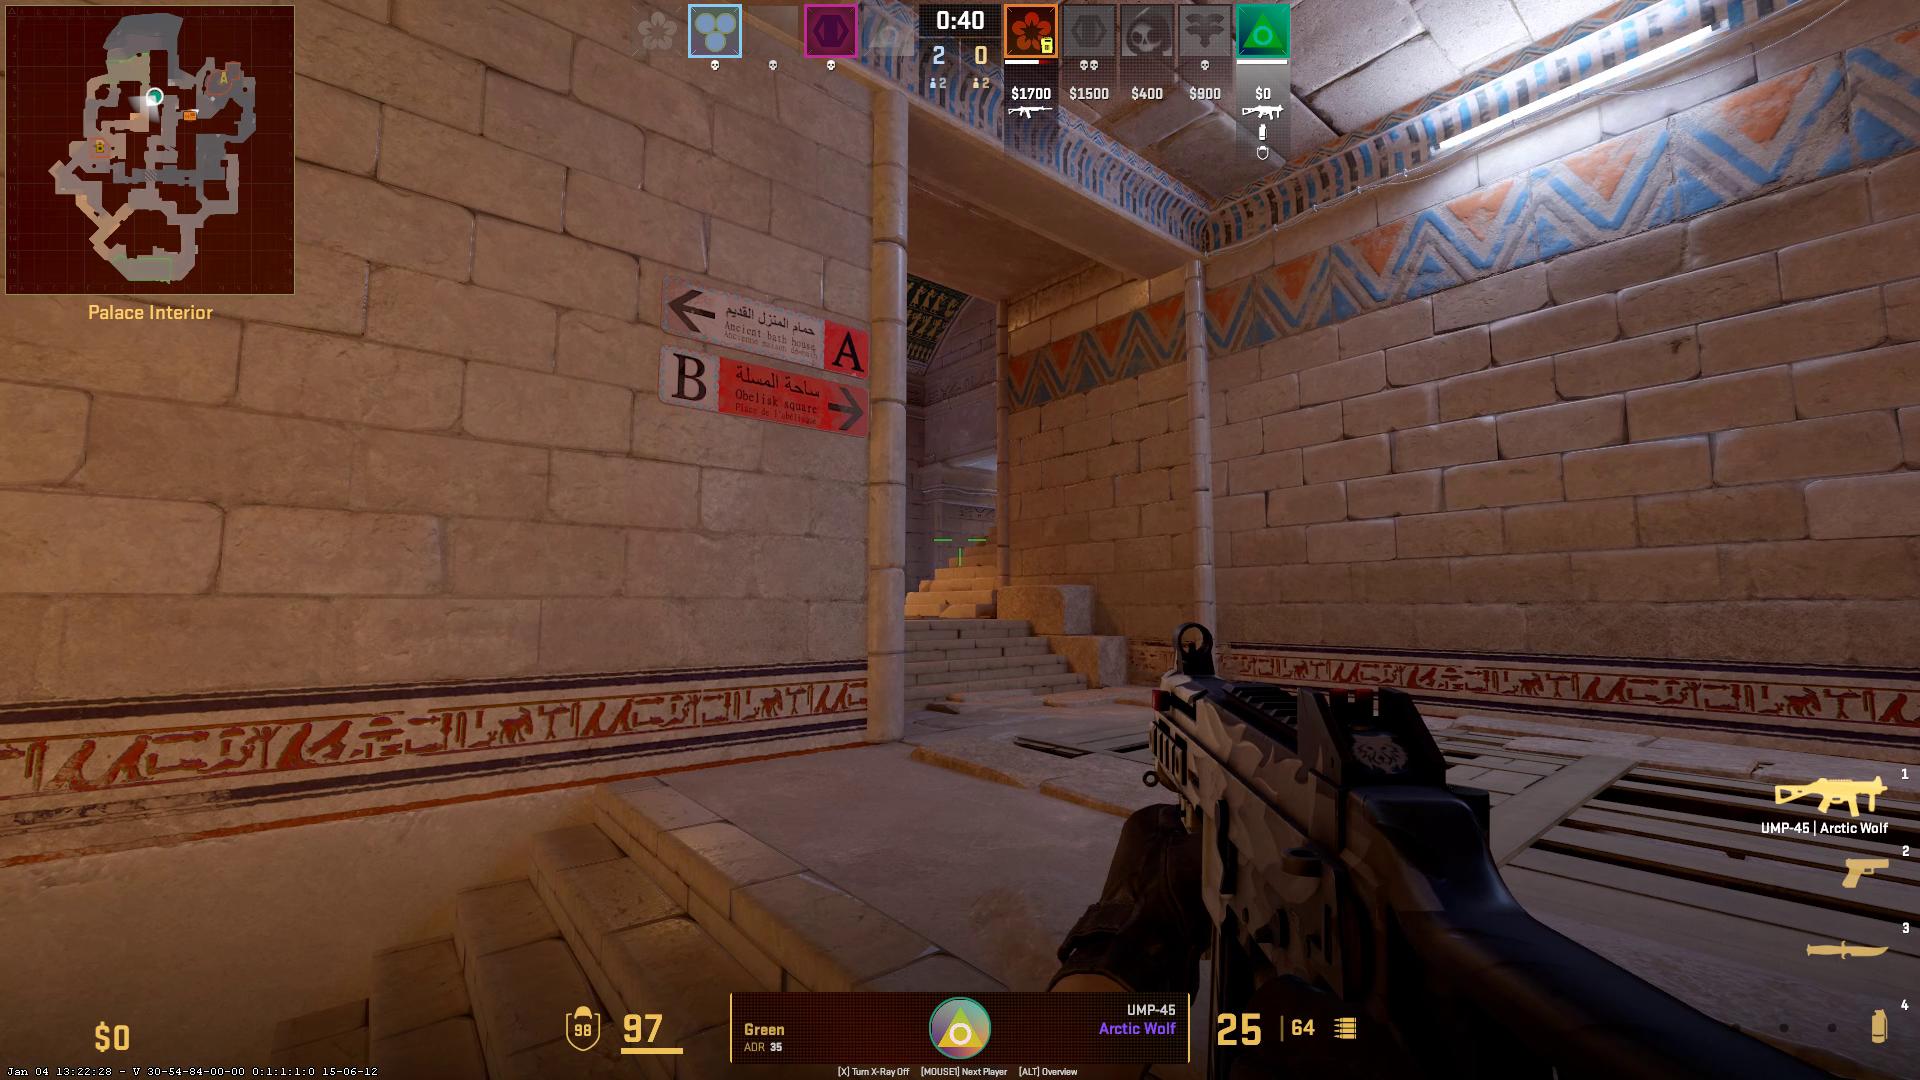 0:40
2
0
2
2
$1700
$1500
$400
$900
$0
A
B
Palace Interior
حمام المنزل القديم
Ancient bath house
A
B
ساحة المسلة
Obelisk square
Place de l'obélisque
1
UMP-45 | Arctic Wolf
2
3
4
$0
98
97
Green
ADR 35
UMP-45
Arctic Wolf
25
64
[X] Turn X-Ray Off [MOUSE1] Next Player [ALT] Overview
Jan 04 13:22:28 - V 30-54-84-00-00 0:1:1:1:0 15-06-12